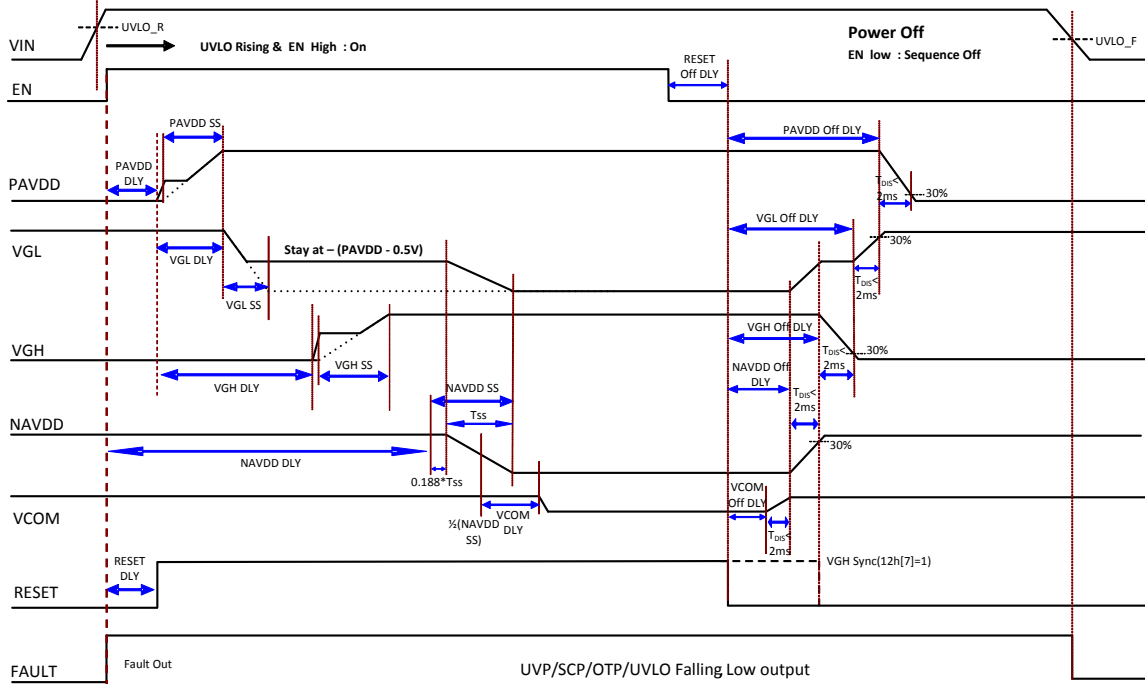 VIN
UVLO_R
UVLO Rising & EN High : On
Power Off
EN low : Sequence Off
UVLO_F
EN
RESET
Off DLY
PAVDD
PAVDD SS
PAVDD
DLY
PAVDD Off DLY
TDIS<
2ms
30%
VGL
VGL DLY
VGL SS
Stay at – (PAVDD - 0.5V)
VGL Off DLY
30%
TDIS<
2ms
VGH
VGH DLY
VGH SS
VGH Off DLY
TDIS<
2ms
30%
NAVDD
NAVDD DLY
NAVDD SS
Tss
0.188*Tss
NAVDD Off
DLY
TDIS<
2ms
30%
VCOM
½(NAVDD
SS)
VCOM
DLY
VCOM
Off DLY
TDIS<
2ms
RESET
RESET
DLY
VGH Sync(12h[7]=1)
FAULT
Fault Out
UVP/SCP/OTP/UVLO Falling Low output